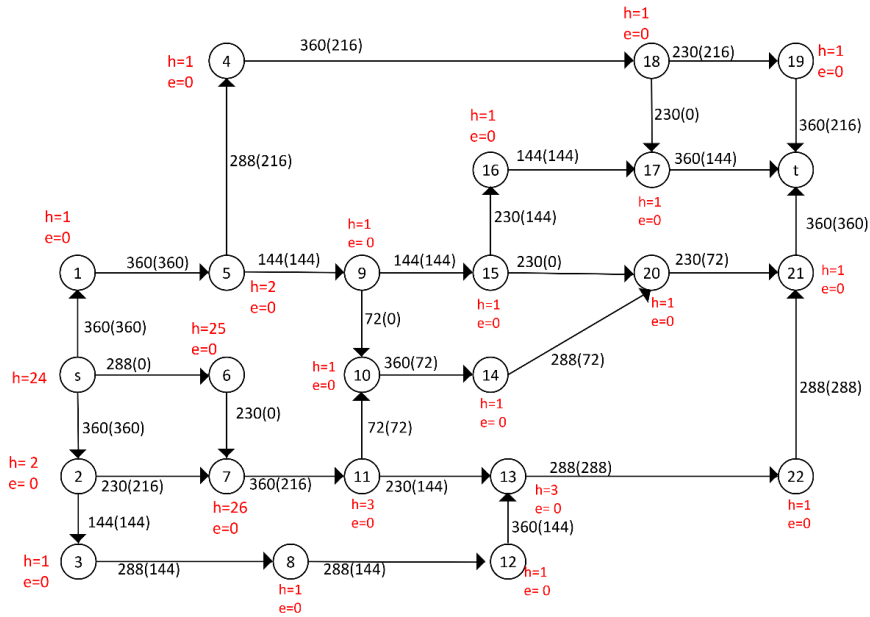 h=1
e=0
4
360(216)
h=1
e=0
18
230(216)
19
h=1
e=0
288(216)
230(0)
360(216)
h=1
e=0
16
144(144)
17
360(144)
t
h=1
e=0
230(144)
360(360)
h=1
e=0
1
360(360)
5
144(144)
h=1
e= 0
9
144(144)
15
230(0)
20
230(72)
21
h=1
e=0
h=2
e=0
h=1
e=0
h=1
e=0
360(360)
72(0)
h=24
s
288(0)
h=25
e=0
6
h=1
e=0
10
360(72)
14
288(72)
h=1
e= 0
288(288)
360(360)
230(0)
72(72)
h= 2
e= 0
2
230(216)
7
360(216)
11
230(144)
13
288(288)
22
h=26
e=0
h=3
e=0
h=3
e= 0
h=1
e=0
144(144)
360(144)
h=1
e=0
3
288(144)
8
288(144)
12
h=1
e= 0
h=1
e=0